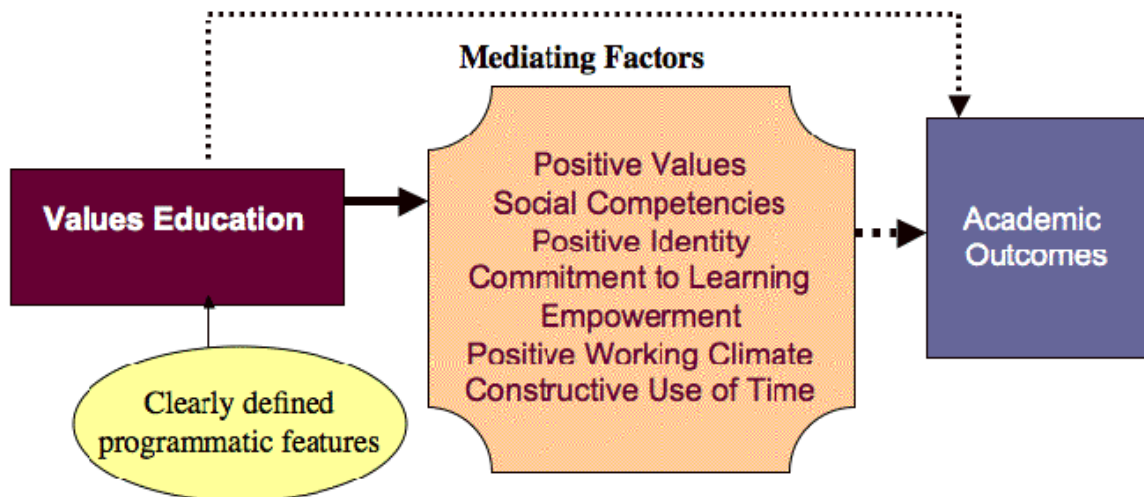 Mediating Factors
Values Education
Positive Values
Social Competencies
Positive Identity
Commitment to Learning
Empowerment
Positive Working Climate
Constructive Use of Time
Academic
Outcomes
Clearly defined
programmatic features